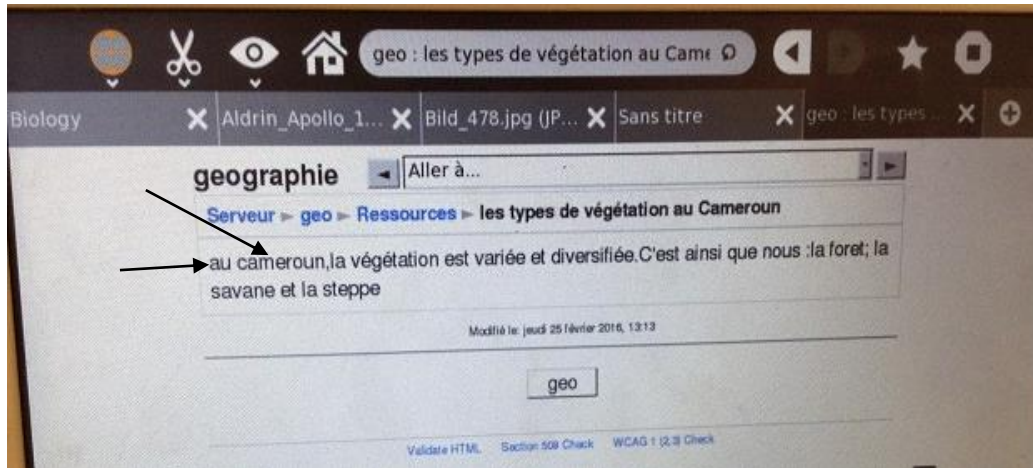 geo : les types de végétation au Came
Biology
Aldrin_Apollo_1...
Bild_478.jpg (JP...
Sans titre
geo : les types ...
geographie
Aller à...
Serveur ► geo ► Ressources ► les types de végétation au Cameroun
au cameroun,la végétation est variée et diversifiée.C'est ainsi que nous :la foret; la
savane et la steppe
Modifié le: jeudi 25 février 2016, 13:13
geo
Validate HTML
Section 508 Check
WCAG 1 (2,3) Check